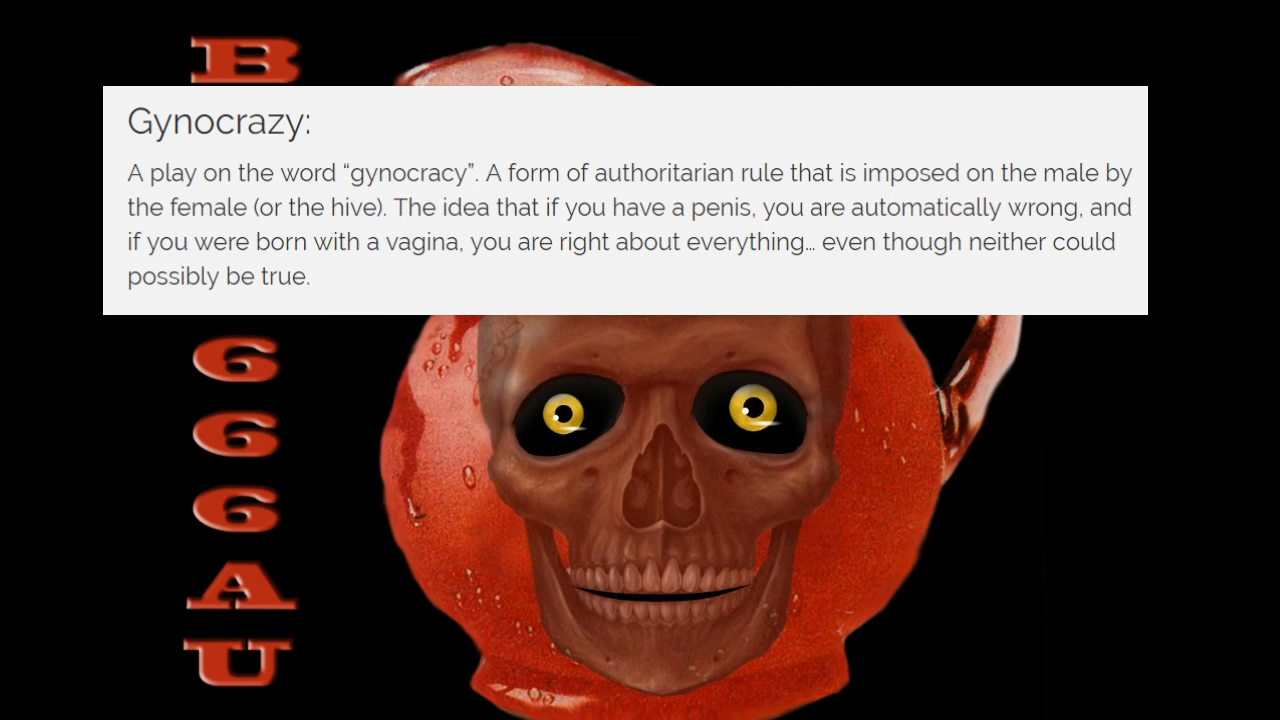 B
Gynocrazy:
A play on the word “gynocracy”. A form of authoritarian rule that is imposed on the male by
the female (or the hive). The idea that if you have a penis, you are automatically wrong, and
if you were born with a vagina, you are right about everything… even though neither could
possibly be true.
6
6
6
A
U